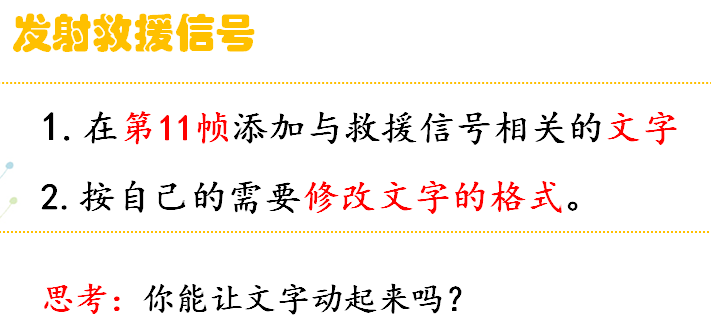 发射救援信号
1.在第11帧添加与救援信号相关的文字
2.按自己的需要修改文字的格式。
思考：你能让文字动起来吗？